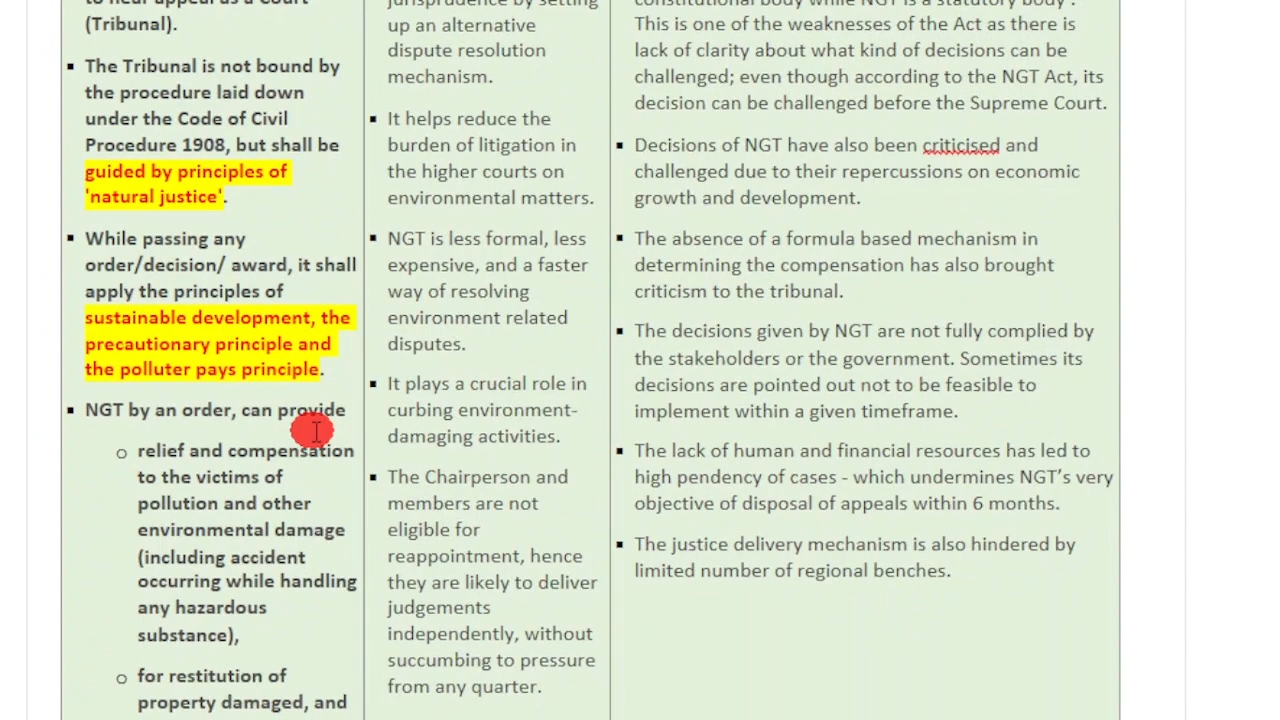 to hear appeal as a Court
(Tribunal).
The Tribunal is not bound by
the procedure laid down
under the Code of Civil
Procedure 1908, but shall be
guided by principles of
'natural justice'.
While passing any
order/decision/ award, it shall
apply the principles of
sustainable development, the
precautionary principle and
the polluter pays principle.
NGT by an order, can provide
relief and compensation
to the victims of
pollution and other
environmental damage
(including accident
occurring while handling
any hazardous
substance),
for restitution of
property damaged, and
jurisprudence by setting
up an alternative
dispute resolution
mechanism.
It helps reduce the
burden of litigation in
the higher courts on
environmental matters.
NGT is less formal, less
expensive, and a faster
way of resolving
environment related
disputes.
It plays a crucial role in
curbing environment-
damaging activities.
The Chairperson and
members are not
eligible for
reappointment, hence
they are likely to deliver
judgements
independently, without
succumbing to pressure
from any quarter.
constitutional body while NGT is a statutory body'.
This is one of the weaknesses of the Act as there is
lack of clarity about what kind of decisions can be
challenged; even though according to the NGT Act, its
decision can be challenged before the Supreme Court.
Decisions of NGT have also been criticised and
challenged due to their repercussions on economic
growth and development.
The absence of a formula based mechanism in
determining the compensation has also brought
criticism to the tribunal.
The decisions given by NGT are not fully complied by
the stakeholders or the government. Sometimes its
decisions are pointed out not to be feasible to
implement within a given timeframe.
The lack of human and financial resources has led to
high pendency of cases - which undermines NGT’s very
objective of disposal of appeals within 6 months.
The justice delivery mechanism is also hindered by
limited number of regional benches.